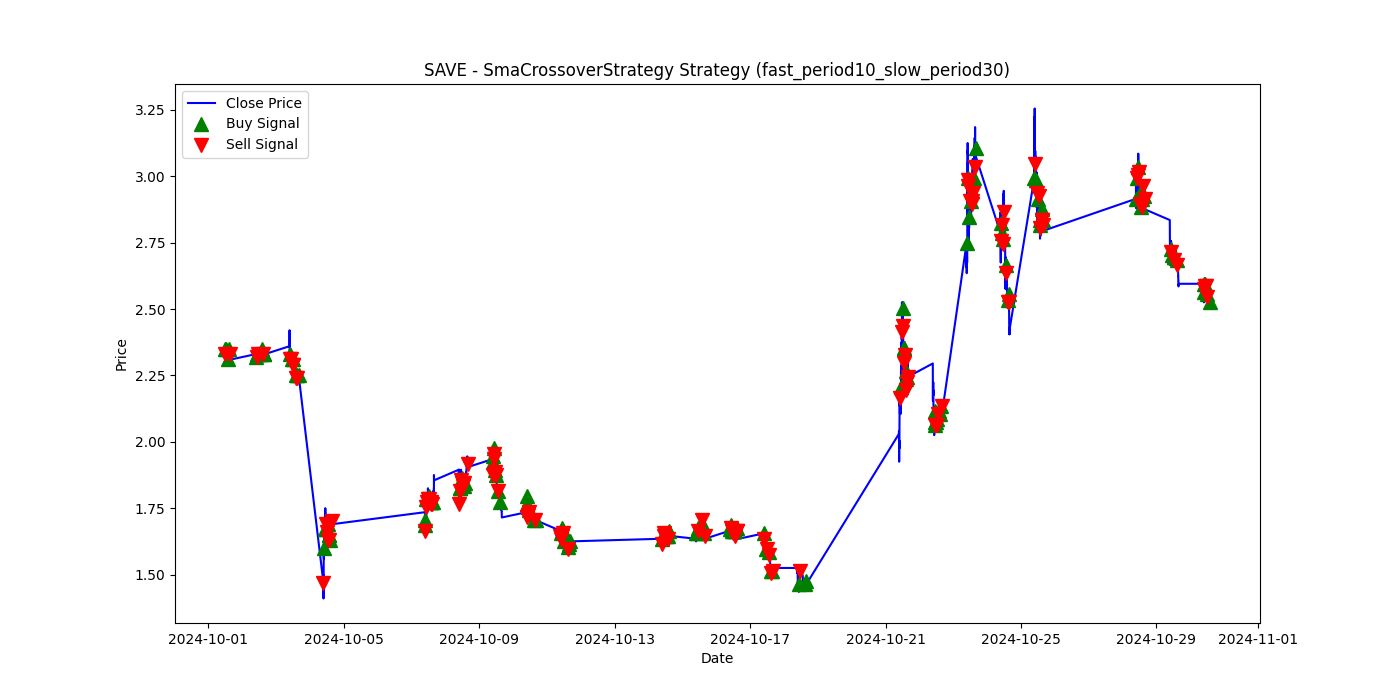 SAVE - SmaCrossoverStrategy Strategy (fast_period10_slow_period30)
Close Price
Buy Signal
Sell Signal
3.25
3.00
2.75
2.50
2.25
2.00
1.75
1.50
Price
2024-10-01
2024-10-05
2024-10-09
2024-10-13
2024-10-17
2024-10-21
2024-10-25
2024-10-29
2024-11-01
Date